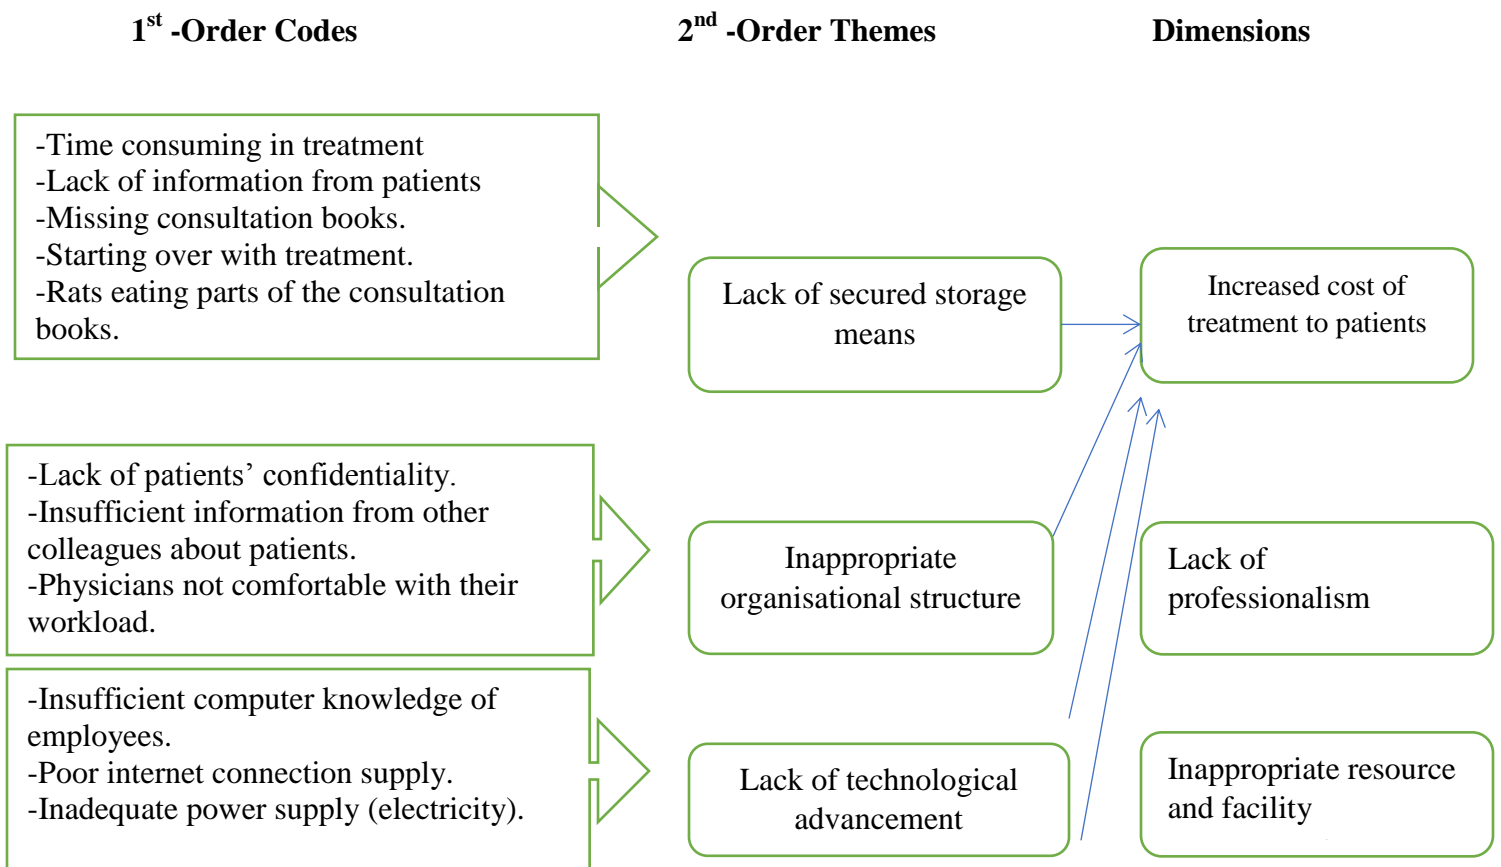 1st -Order Codes
2nd -Order Themes
Dimensions
-Time consuming in treatment
-Lack of information from patients
-Missing consultation books.
-Starting over with treatment.
-Rats eating parts of the consultation
books.
Lack of secured storage
means
Increased cost of
treatment to patients
-Lack of patients’ confidentiality.
-Insufficient information from other
colleagues about patients.
-Physicians not comfortable with their
workload.
Inappropriate
organisational structure
Lack of
professionalism
-Insufficient computer knowledge of
employees.
-Poor internet connection supply.
-Inadequate power supply (electricity).
Lack of technological
advancement
Inappropriate resource
and facility